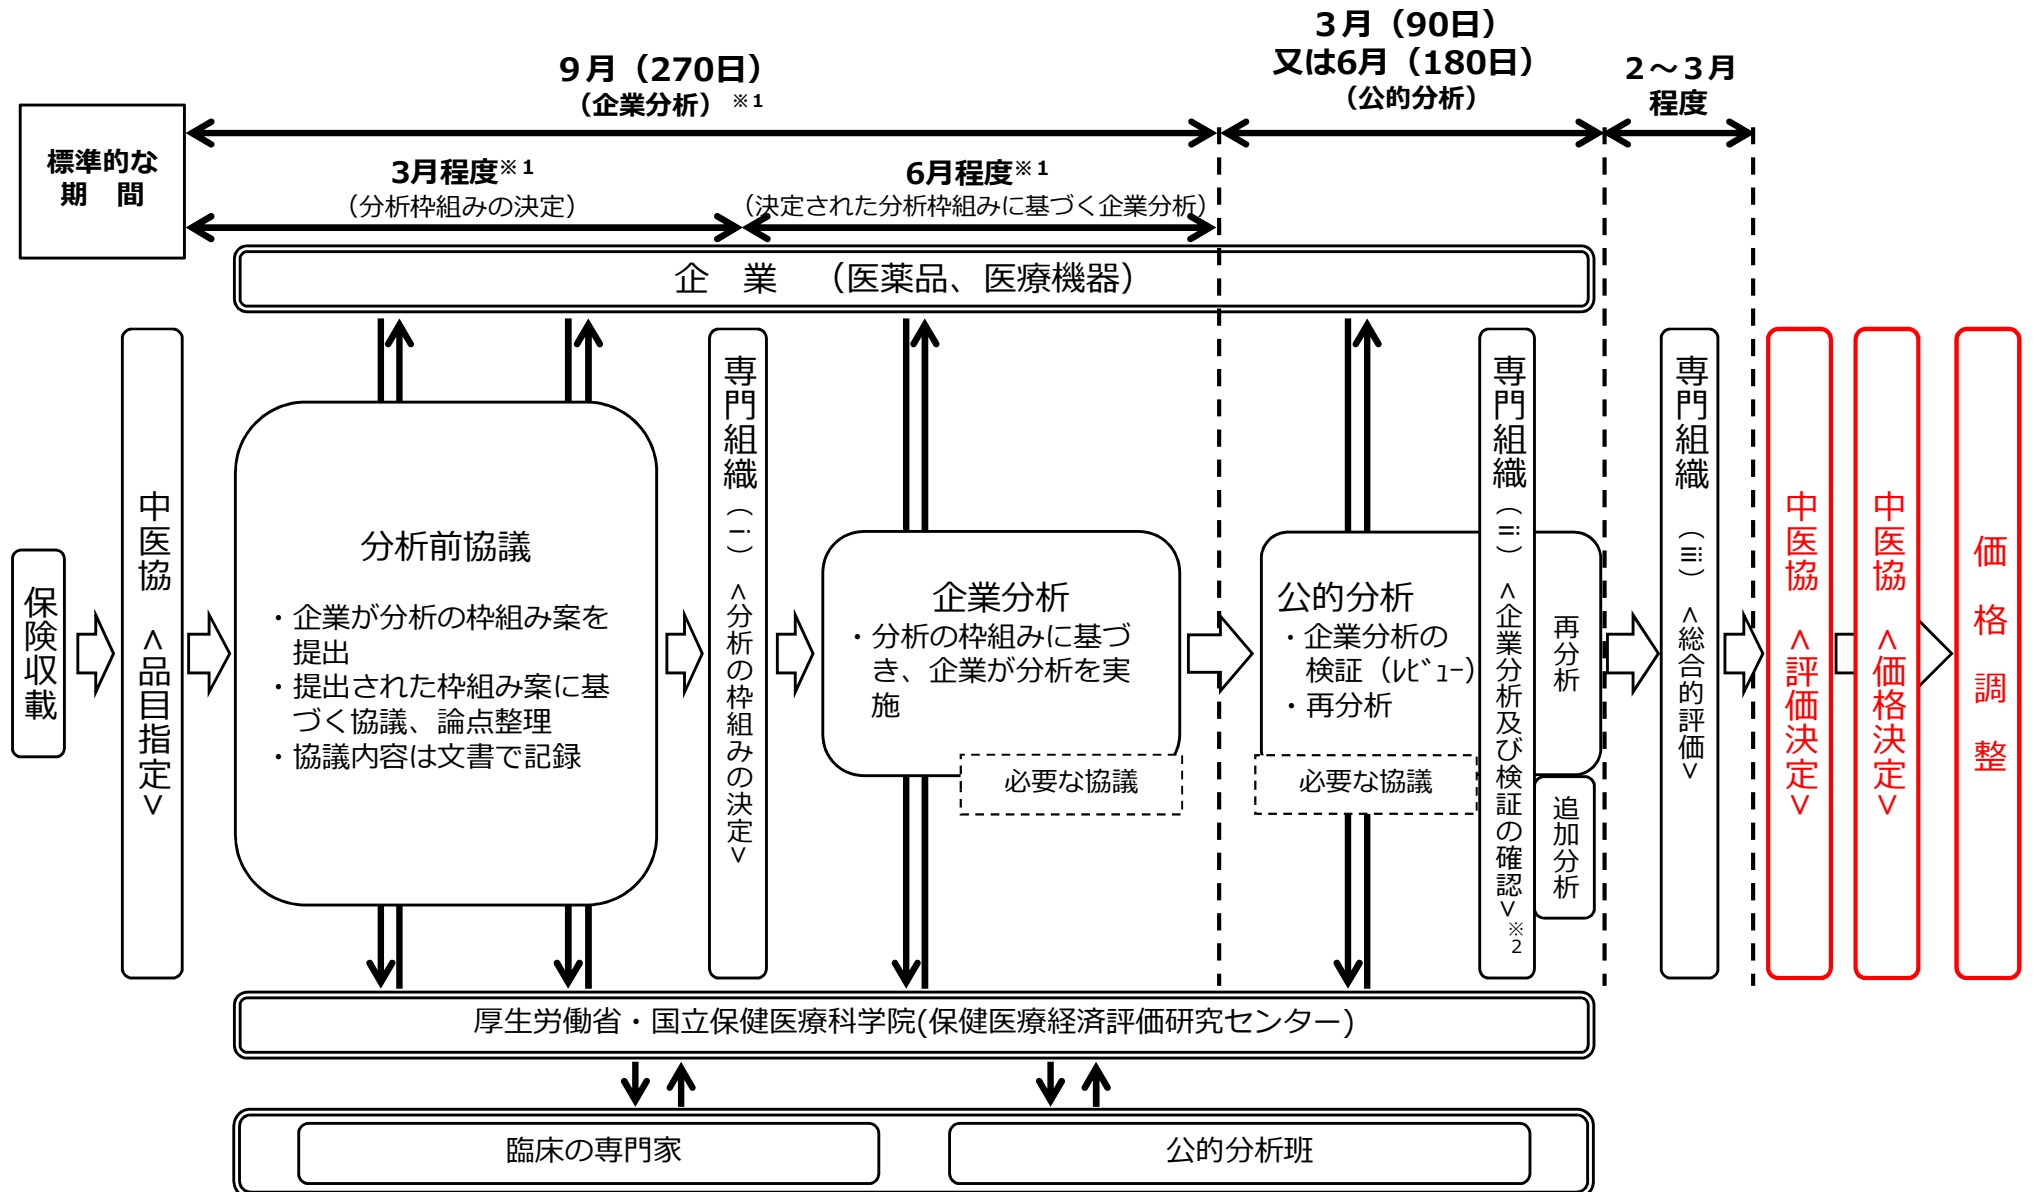 ９月（270日）
（企業分析）※１
３月（90日）
又は6月（180日）
（公的分析）
２～３月
程度
標準的な
期　間
3月程度※１
（分析枠組みの決定）
6月程度※１
（決定された分析枠組みに基づく企業分析）
企　業　（医薬品、医療機器）
保険収載
中医協　<品目指定>
分析前協議
・企業が分析の枠組み案を
提出
・提出された枠組み案に基
づく協議、論点整理
・協議内容は文書で記録
専門組織（ⅰ）<分析の枠組みの決定>
企業分析
・分析の枠組みに基づ
き、企業が分析を実
施
必要な協議
公的分析
・企業分析の
検証（ﾚﾋﾞｭｰ）
・再分析
必要な協議
専門組織（ⅱ）<企業分析及び検証の確認>※2
再分析
追加分析
専門組織　（ⅲ）<総合的評価>
中医協　<評価決定>
中医協　<価格決定>
価格調整
厚生労働省・国立保健医療科学院(保健医療経済評価研究センター)
臨床の専門家
公的分析班